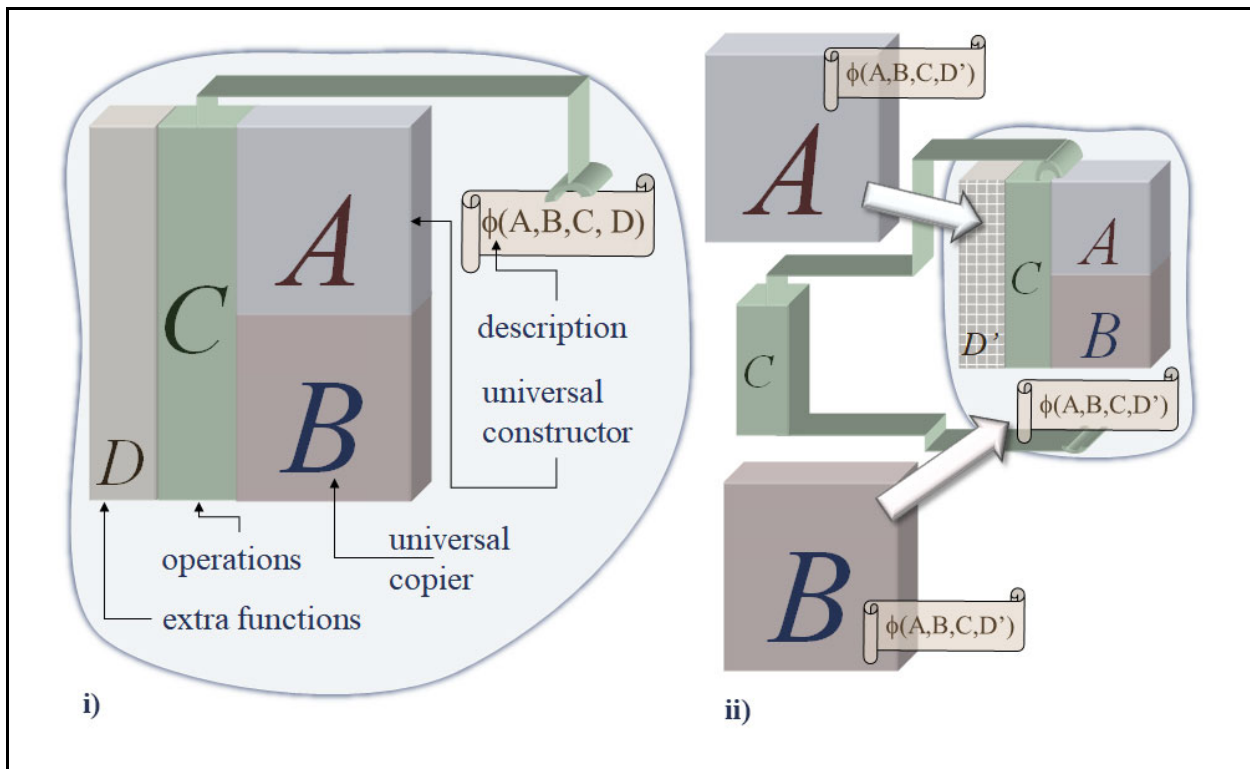 A
ϕ(A,B,C, D)
C
description
universal
constructor
B
D
operations
universal
copier
extra functions
i)
ϕ(A,B,C,D’)
A
A
C
D’
B
C
ϕ(A,B,C,D’)
B
ϕ(A,B,C,D’)
ii)